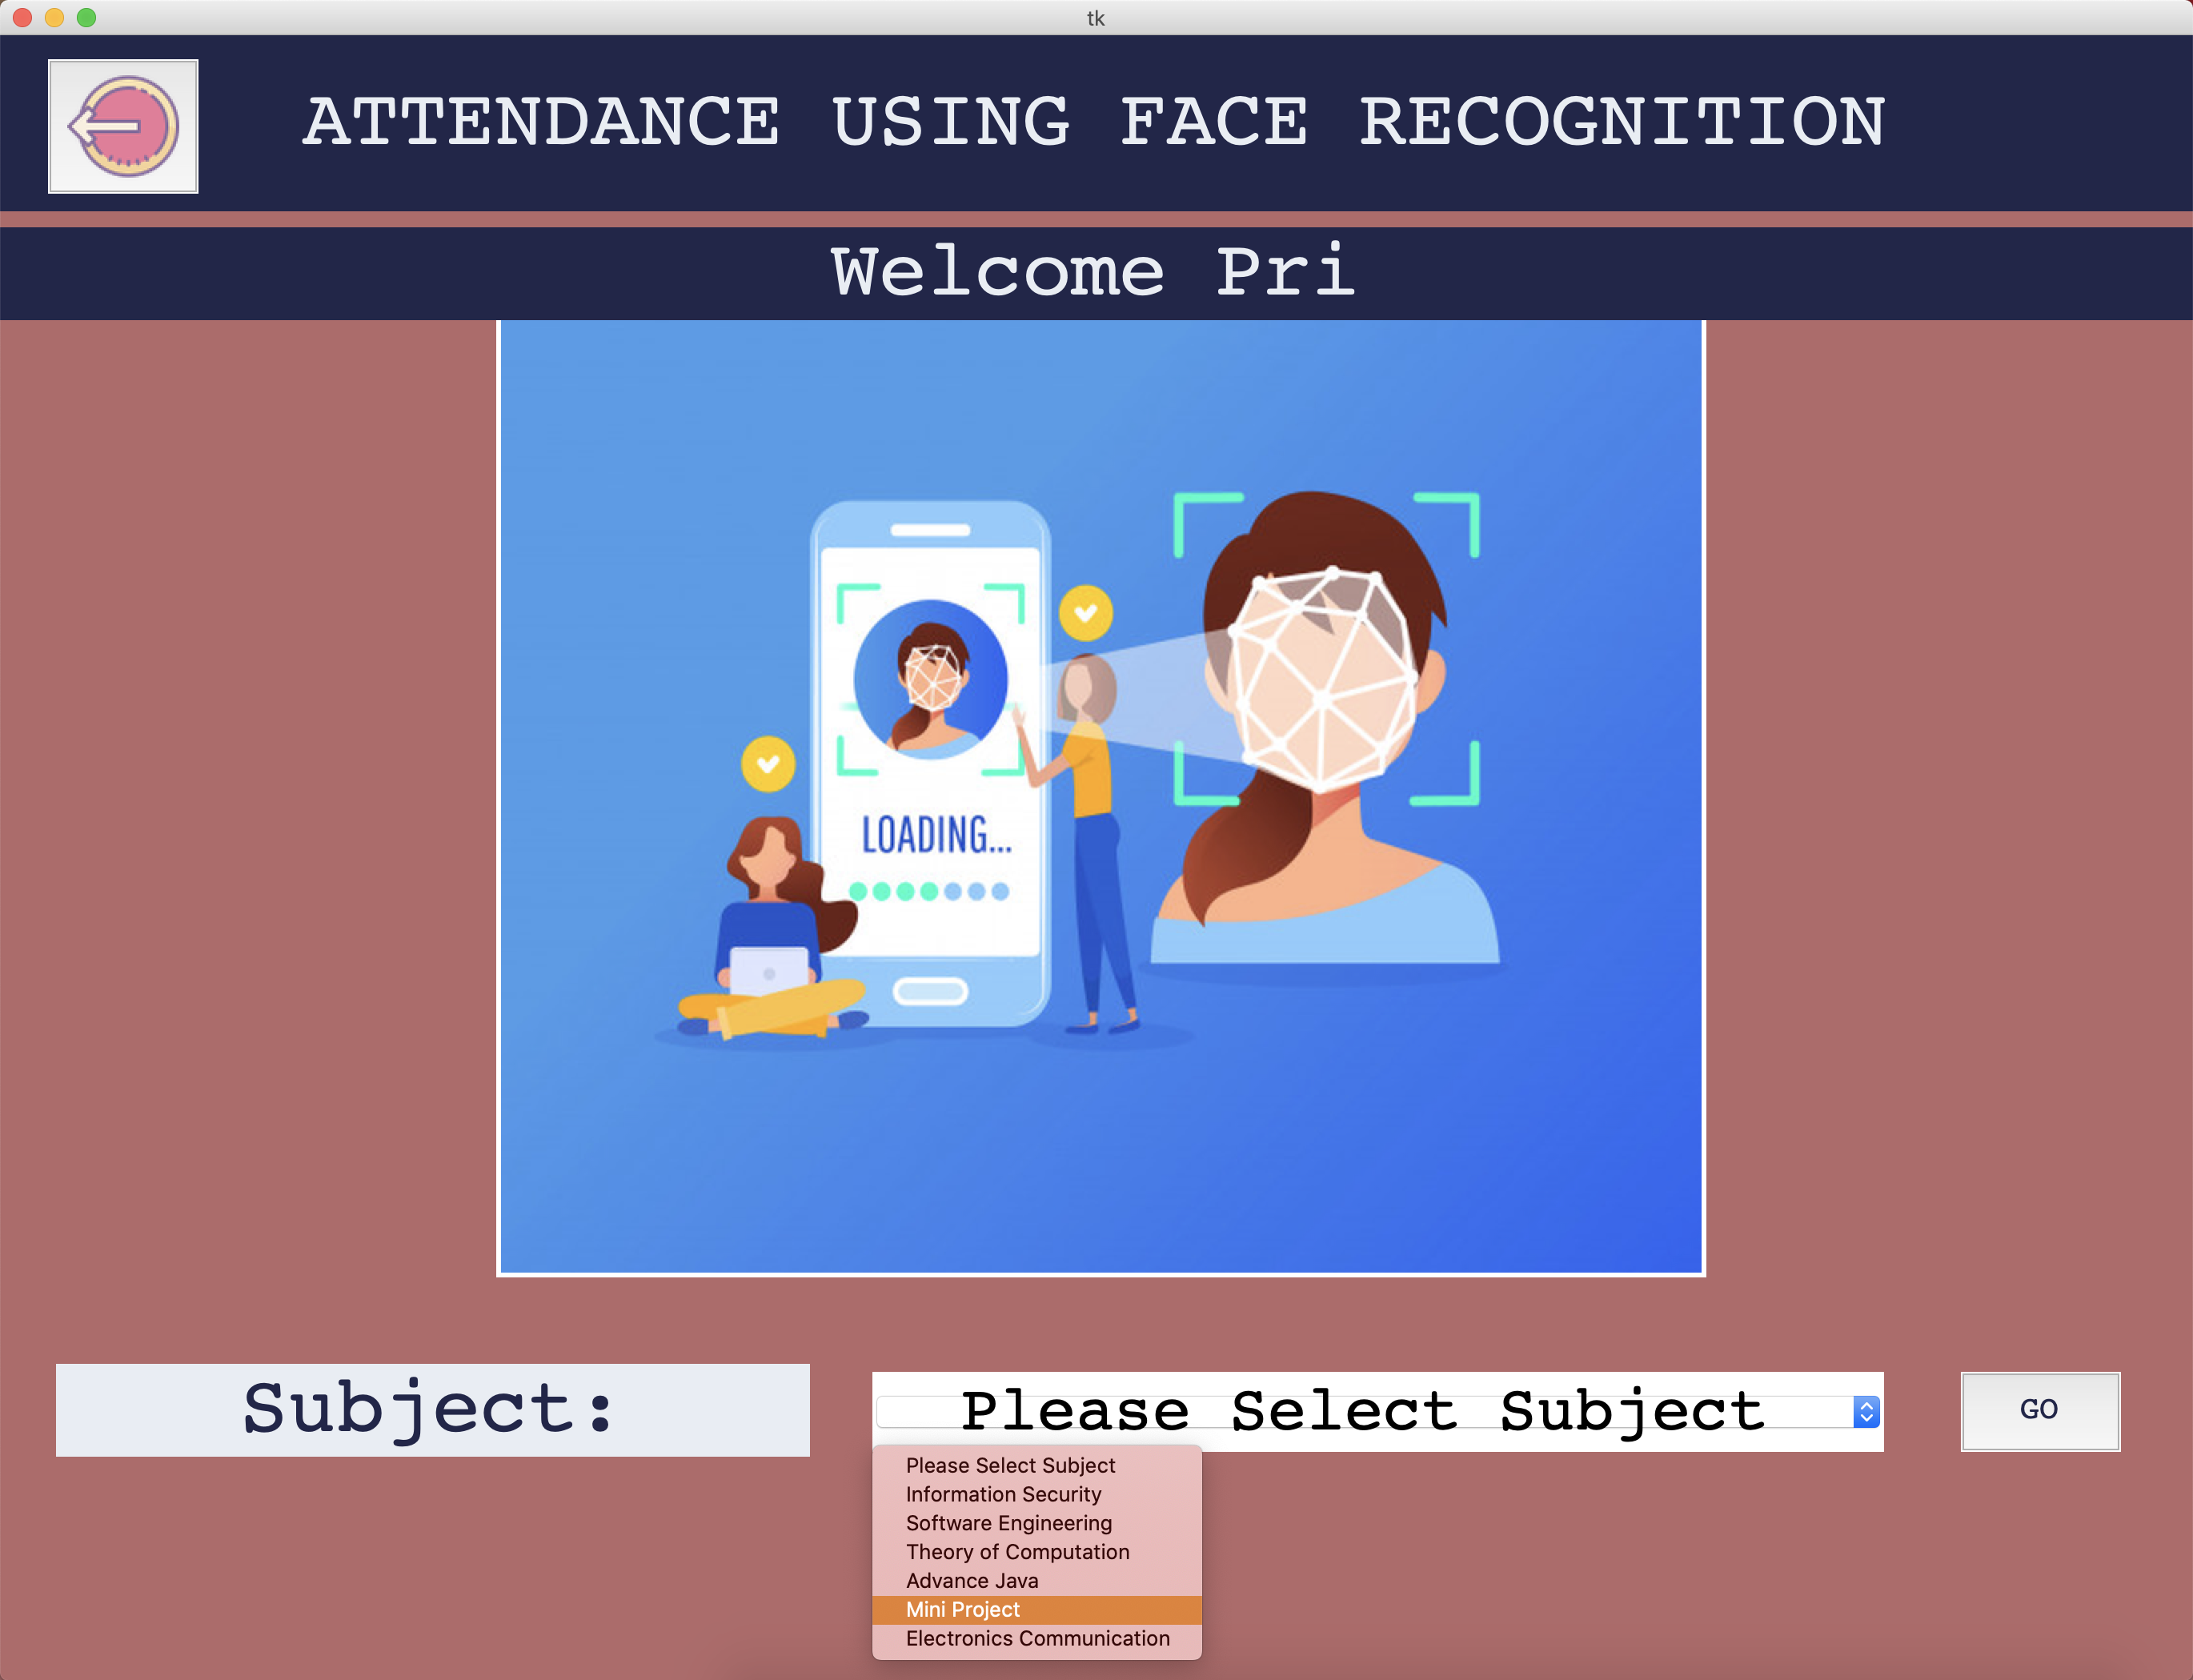 tk
ATTENDANCE USING FACE RECOGNITION
Welcome Pri
LOADING...
Subject:
Please Select Subject
GO
Please Select Subject
Information Security
Software Engineering
Theory of Computation
Advance Java
Mini Project
Electronics Communication